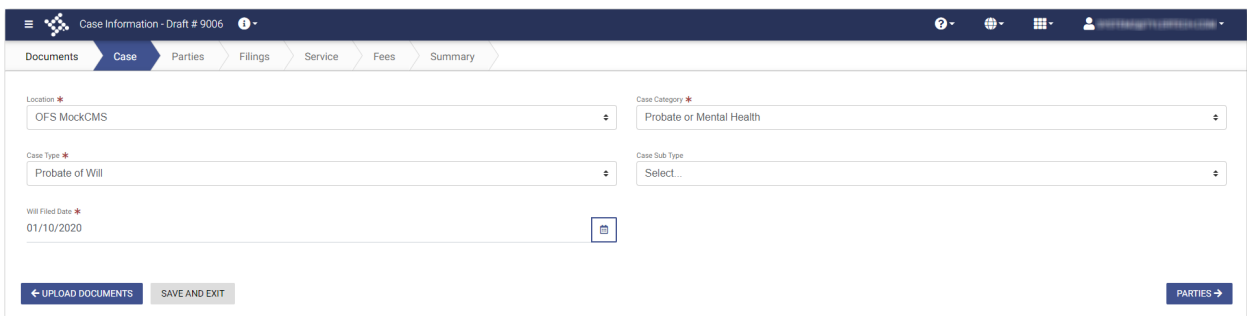 Case Information - Draft # 9006
Documents Case Parties Filings Service Fees Summary
Location * Case Category *
OFS MockCMS Probate or Mental Health
Case Type * Case Sub Type
Probate of Will Select...
Will Filed Date *
01/10/2020
UPLOAD DOCUMENTS SAVE AND EXIT PARTIES